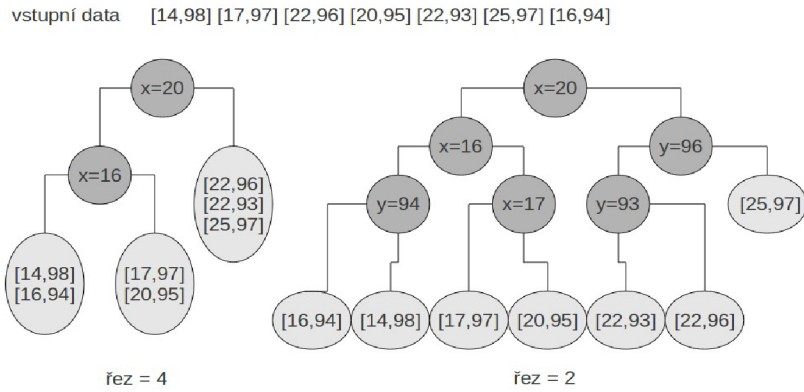 vstupní data [14,98] [17,97] [22,96] [20,95] [22,93] [25,97] [16,94]
x=20
x=16
[22,96]
[22,93]
[25,97]
[14,98]
[16,94]
[17,97]
[20,95]
řez = 4
x=20
x=16
y=96
y=94
x=17
y=93
[25,97]
[16,94]
[14,98]
[17,97]
[20,95]
[22,93]
[22,96]
řez = 2